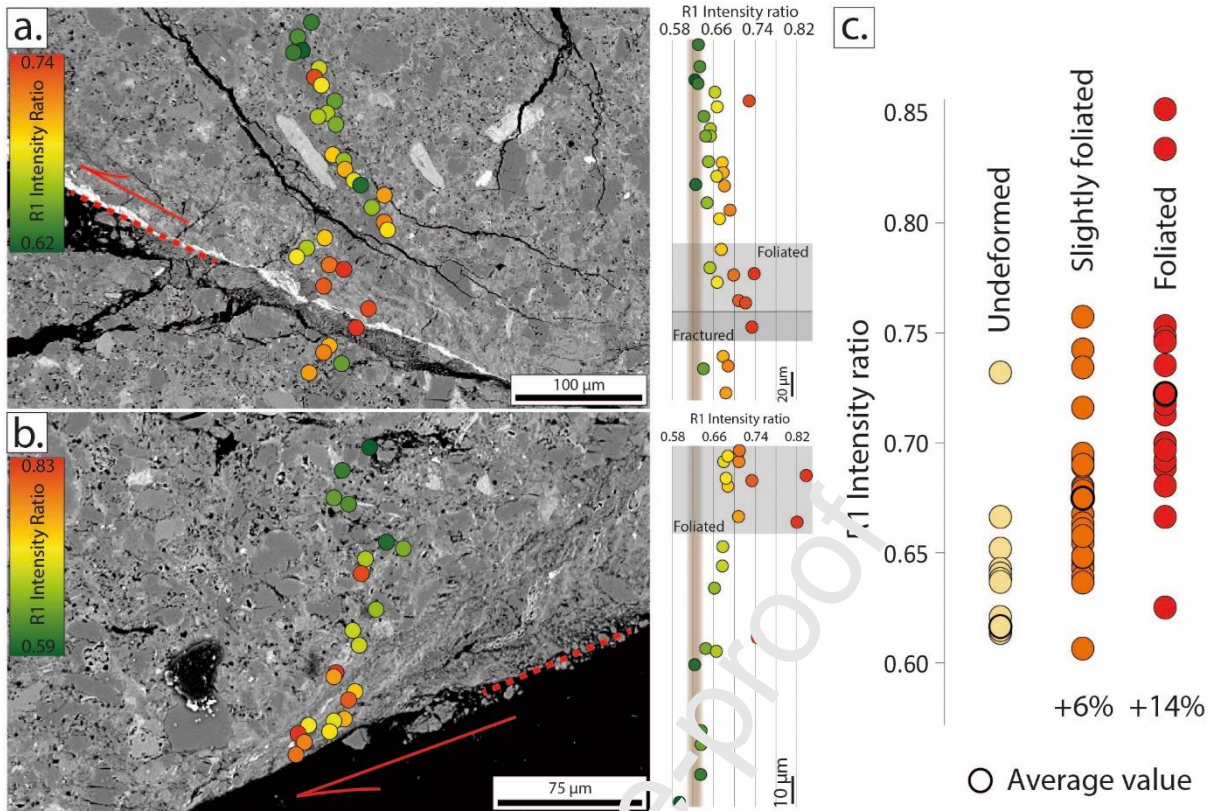 a.
0.74
R1 Intensity Ratio
0.62
100 µm
R1 Intensity ratio
0.58 0.66 0.74 0.82
Foliated
Fractured
20 µm
b.
0.83
R1 Intensity Ratio
0.59
75 µm
R1 Intensity ratio
0.58 0.66 0.74 0.82
Foliated
10 µm
c.
R1 Intensity ratio
0.85
0.80
0.75
0.70
0.65
0.60
Undeformed
Slightly foliated
Foliated
+6% +14%
Average value
e-proof